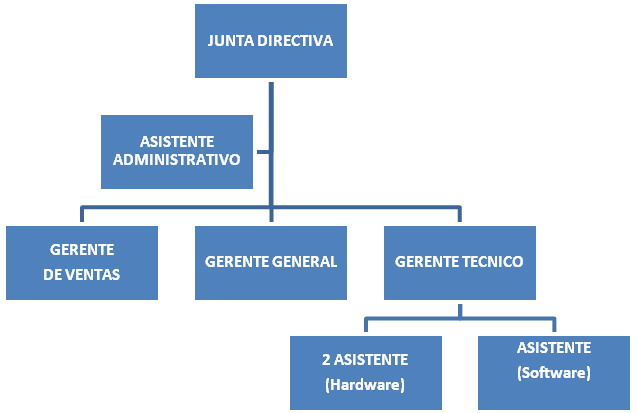 JUNTA DIRECTIVA
ASISTENTE
ADMINISTRATIVO
GERENTE
DE VENTAS
GERENTE GENERAL
GERENTE TECNICO
2 ASISTENTE
(Hardware)
ASISTENTE
(Software)